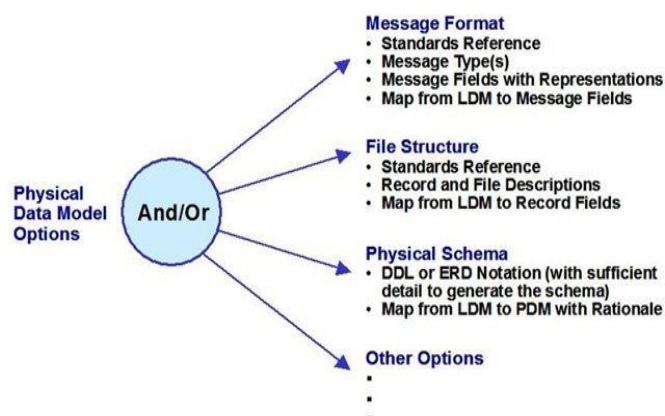 Message Format
• Standards Reference
• Message Type(s)
• Message Fields with Representations
• Map from LDM to Message Fields
File Structure
• Standards Reference
• Record and File Descriptions
• Map from LDM to Record Fields
Physical
Data Model
Options
And/Or
Physical Schema
• DDL or ERD Notation (with sufficient
detail to generate the schema)
• Map from LDM to PDM with Rationale
Other Options